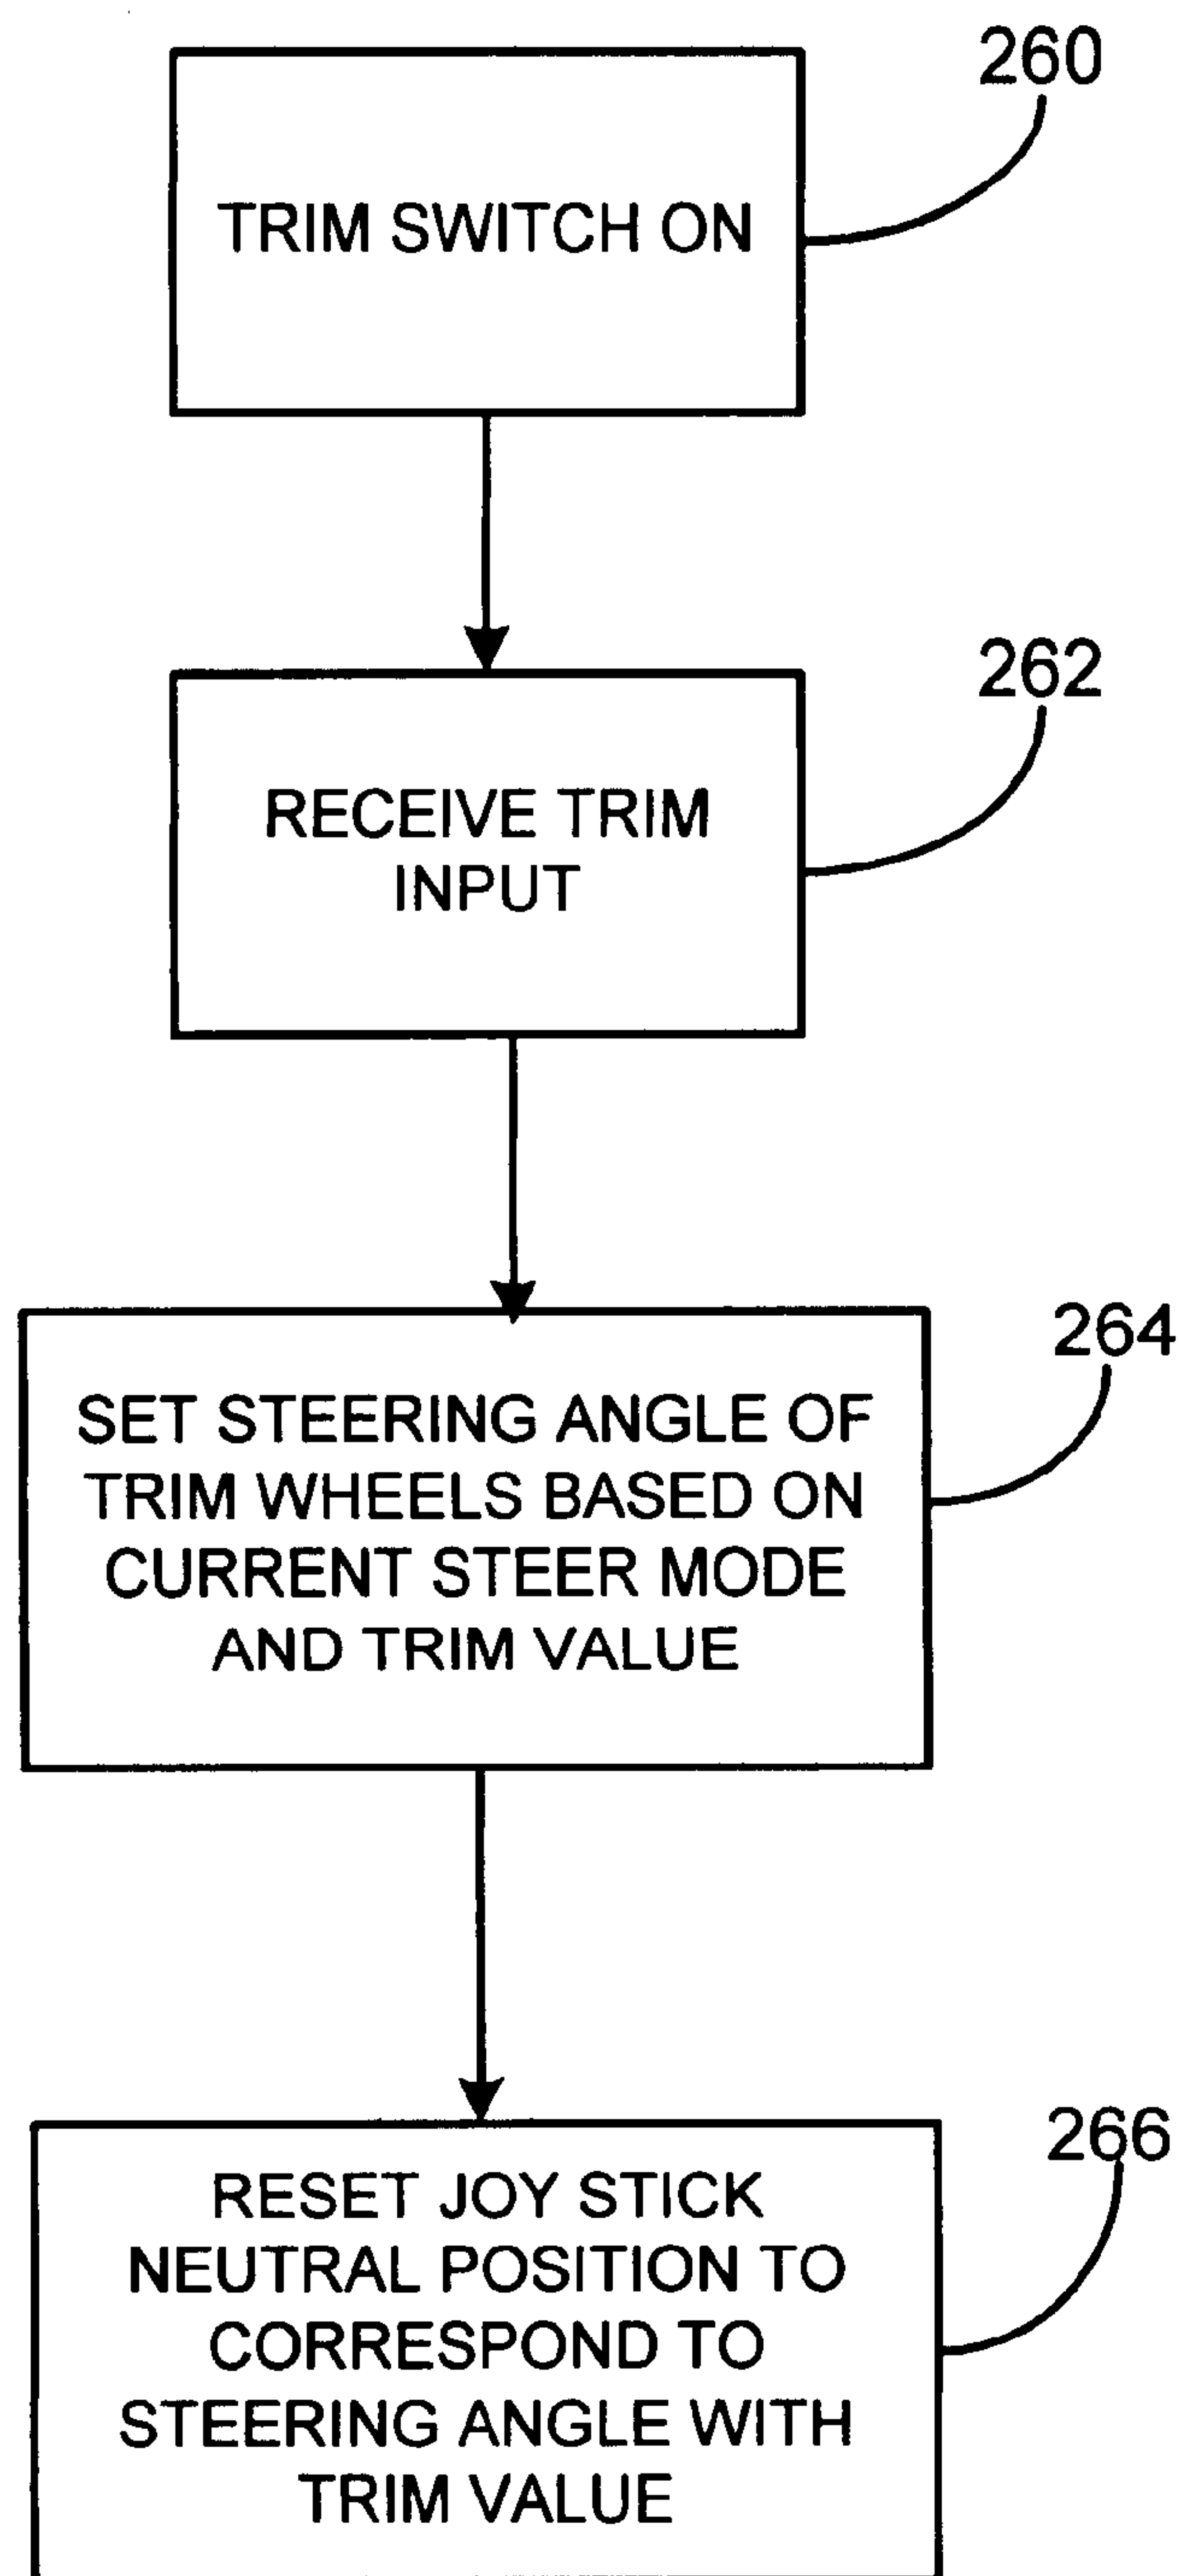 260
TRIM SWITCH ON
262
RECEIVE TRIM
INPUT
264
SET STEERING ANGLE OF
TRIM WHEELS BASED ON
CURRENT STEER MODE
AND TRIM VALUE
266
RESET JOY STICK
NEUTRAL POSITION TO
CORRESPOND TO
STEERING ANGLE WITH
TRIM VALUE